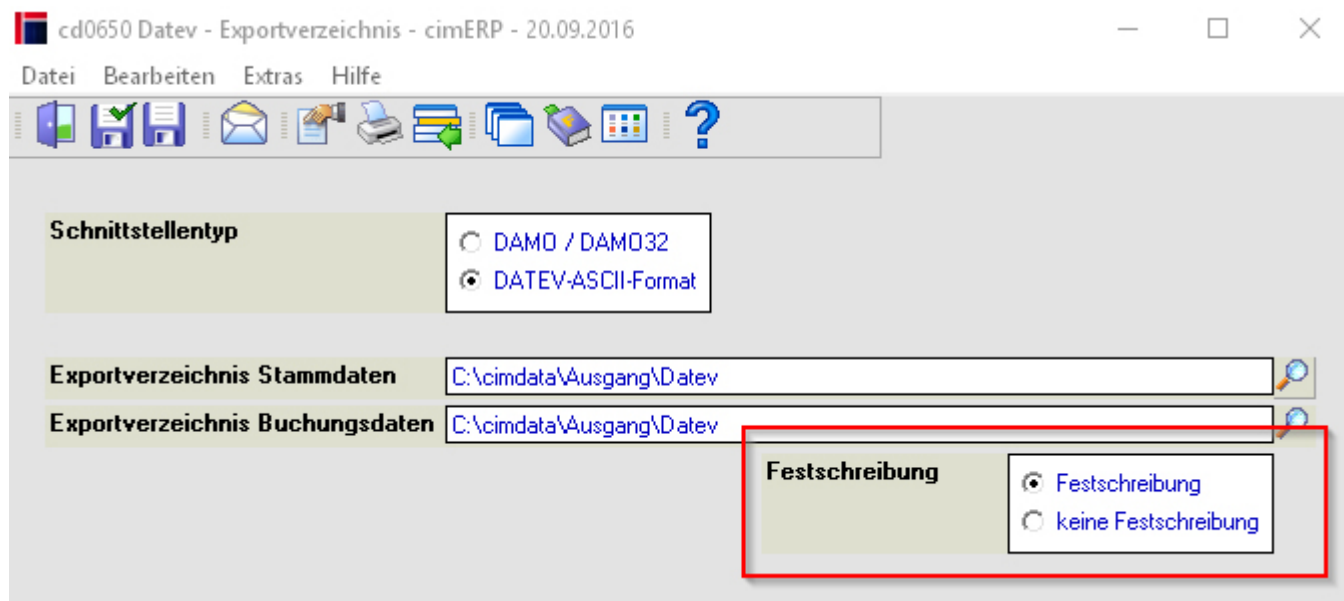 cd0650 Datev - Exportverzeichnis - cimERP - 20.09.2016
Datei Bearbeiten Extras Hilfe
Schnittstellentyp
DAMO / DAMO32
DATEV-ASCII-Format
Exportverzeichnis Stammdaten C:\cimdata\Ausgang\Datev
Exportverzeichnis Buchungsdaten C:\cimdata\Ausgang\Datev
Festschreibung
Festschreibung
keine Festschreibung